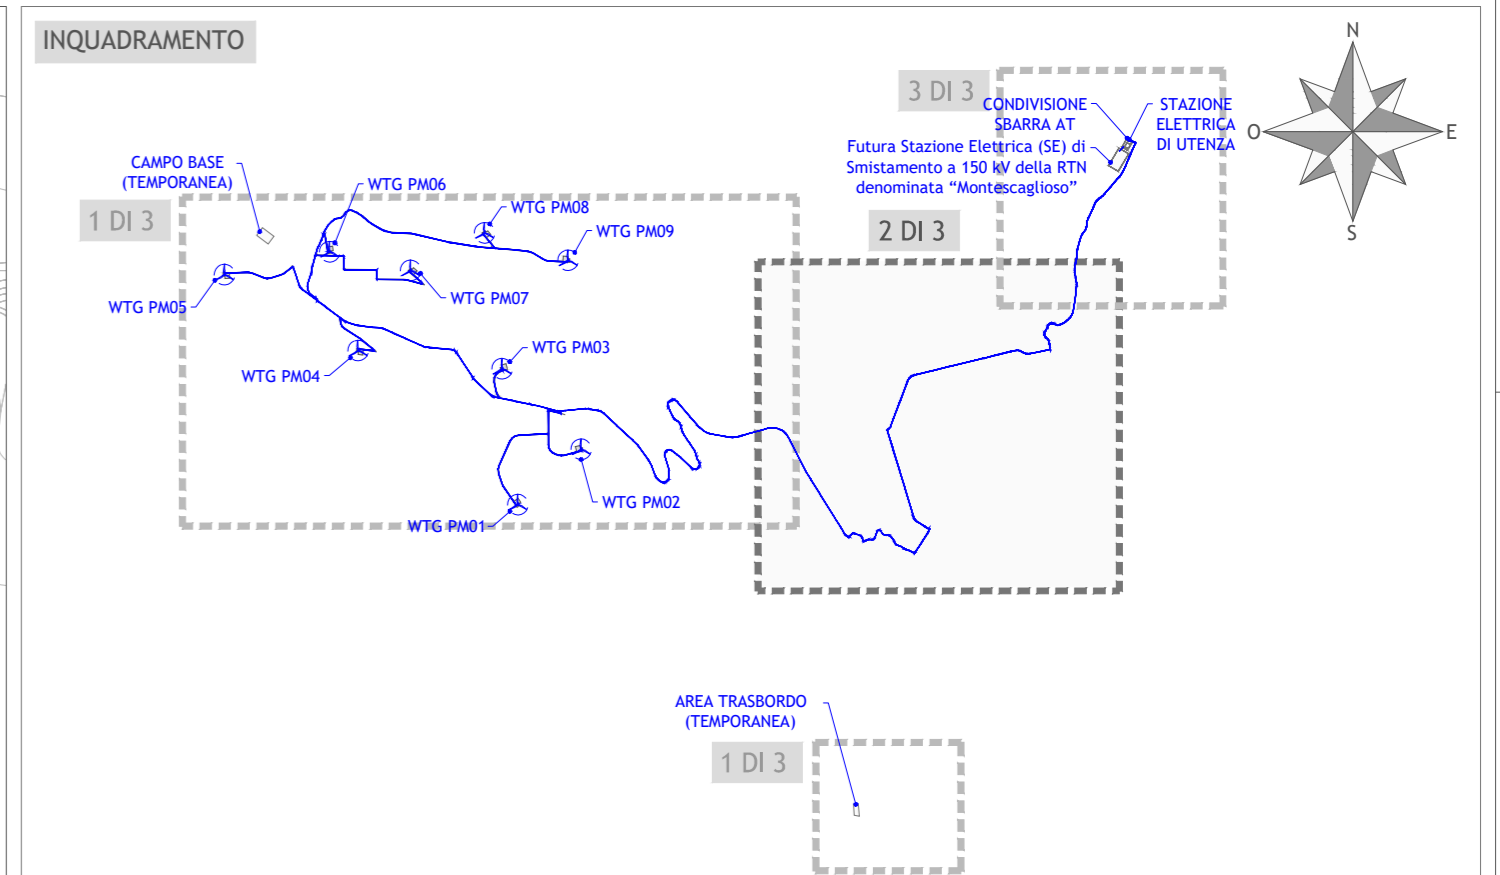 INQUADRAMENTO
N
O
E
S
3 DI 3
CONDIVISIONE
SBARRA AT
STAZIONE
ELETTRICA
DI UTENZA
Futura Stazione Elettrica (SE) di
Smistamento a 150 kV della RTN
denominata “Montescaglioso”
CAMPO BASE
(TEMPORANEA)
WTG PM06
1 DI 3
WTG PM08
WTG PM09
2 DI 3
WTG PM05
WTG PM07
WTG PM03
WTG PM04
WTG PM02
WTG PM01
AREA TRASBORDO
(TEMPORANEA)
1 DI 3